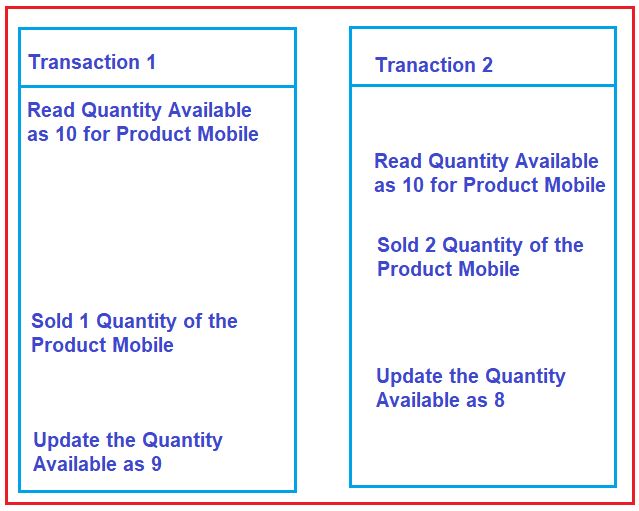 Transaction 1
Read Quantity Available
as 10 for Product Mobile
Sold 1 Quantity of the
Product Mobile
Update the Quantity
Available as 9
Tranaction 2
Read Quantity Available
as 10 for Product Mobile
Sold 2 Quantity of the
Product Mobile
Update the Quantity
Available as 8